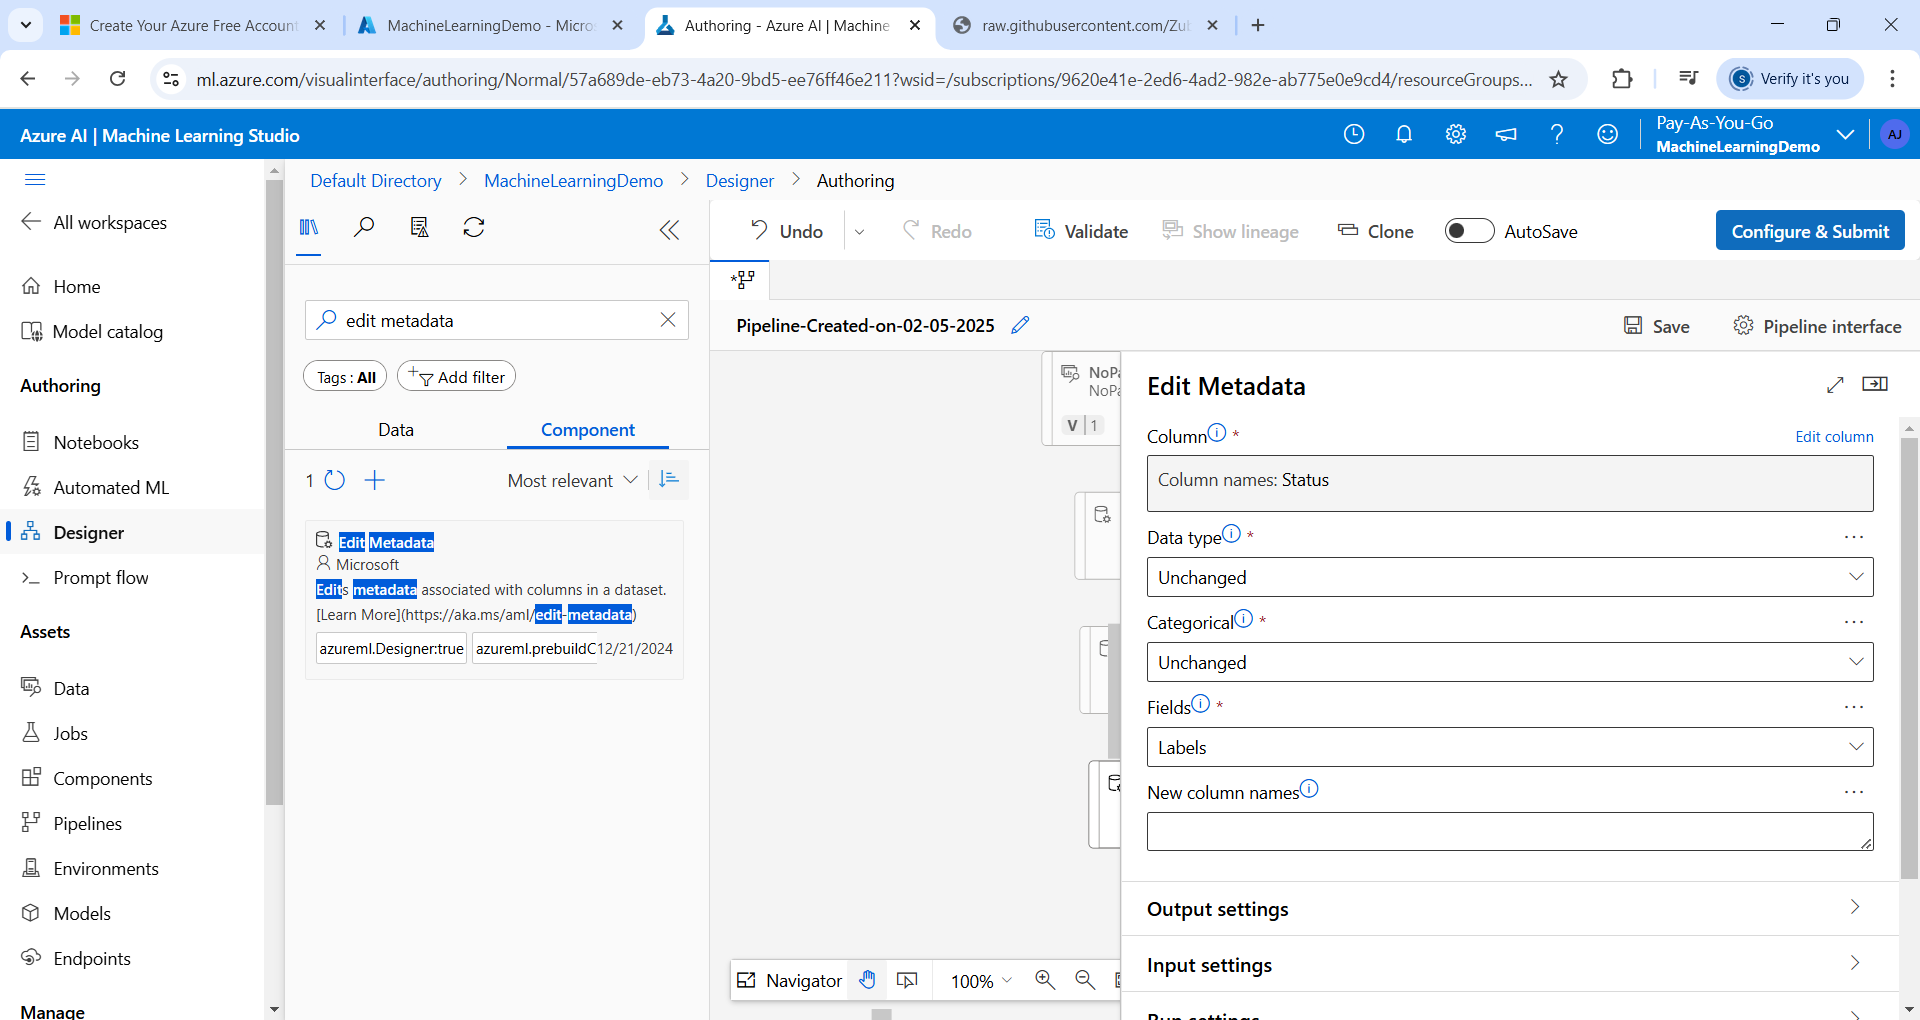 Create Your Azure Free Account
MachineLearningDemo - Micro
Authoring - Azure AI | Machine
raw.githubusercontent.com/Zub
ml.azure.com/visualinterface/authoring/Normal/57a689de-eb73-4a20-9bd5-ee76ff46e211?wsid=/subscriptions/9620e41e-2ed6-4ad2-982e-ab775e0e9cd4/resourceGroups...
Verify it's you
Azure AI | Machine Learning Studio
Pay-As-You-Go
MachineLearningDemo
AJ
All workspaces
Home
Model catalog
Authoring
Notebooks
Automated ML
Designer
Prompt flow
Assets
Data
Jobs
Components
Pipelines
Environments
Models
Endpoints
Manage
Default Directory > MachineLearningDemo > Designer > Authoring
Undo
Redo
Validate
Show lineage
Clone
AutoSave
Configure & Submit
edit metadata
Tags : All
Add filter
Data
Component
1
Most relevant
Edit Metadata
Microsoft
Edits metadata associated with columns in a dataset.
[Learn More](https://aka.ms/aml/edit-metadata)
azureml.Designer:true
azureml.prebuildC
12/21/2024
Pipeline-Created-on-02-05-2025
Save
Pipeline interface
NoPa
NoPa
V | 1
Edit Metadata
Column *
Edit column
Column names: Status
Data type *
Unchanged
Categorical *
Unchanged
Fields *
Labels
New column names
Output settings
Input settings
Run settings
Navigator
100%